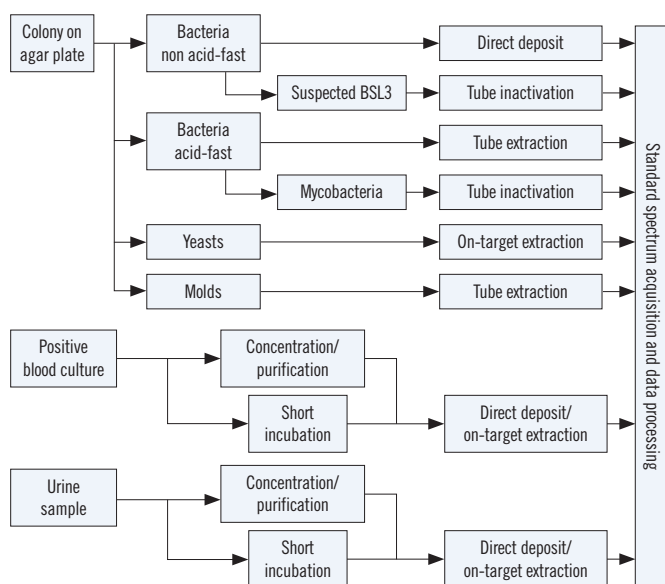 Colony on
agar plate
Bacteria
non acid-fast
Direct deposit
Suspected BSL3
Tube inactivation
Bacteria
acid-fast
Tube extraction
Mycobacteria
Tube inactivation
Yeasts
On-target extraction
Molds
Tube extraction
Positive
blood culture
Concentration/
purification
Short
incubation
Direct deposit/
on-target extraction
Urine
sample
Concentration/
purification
Short
incubation
Direct deposit/
on-target extraction
Standard spectrum acquisition and data processing